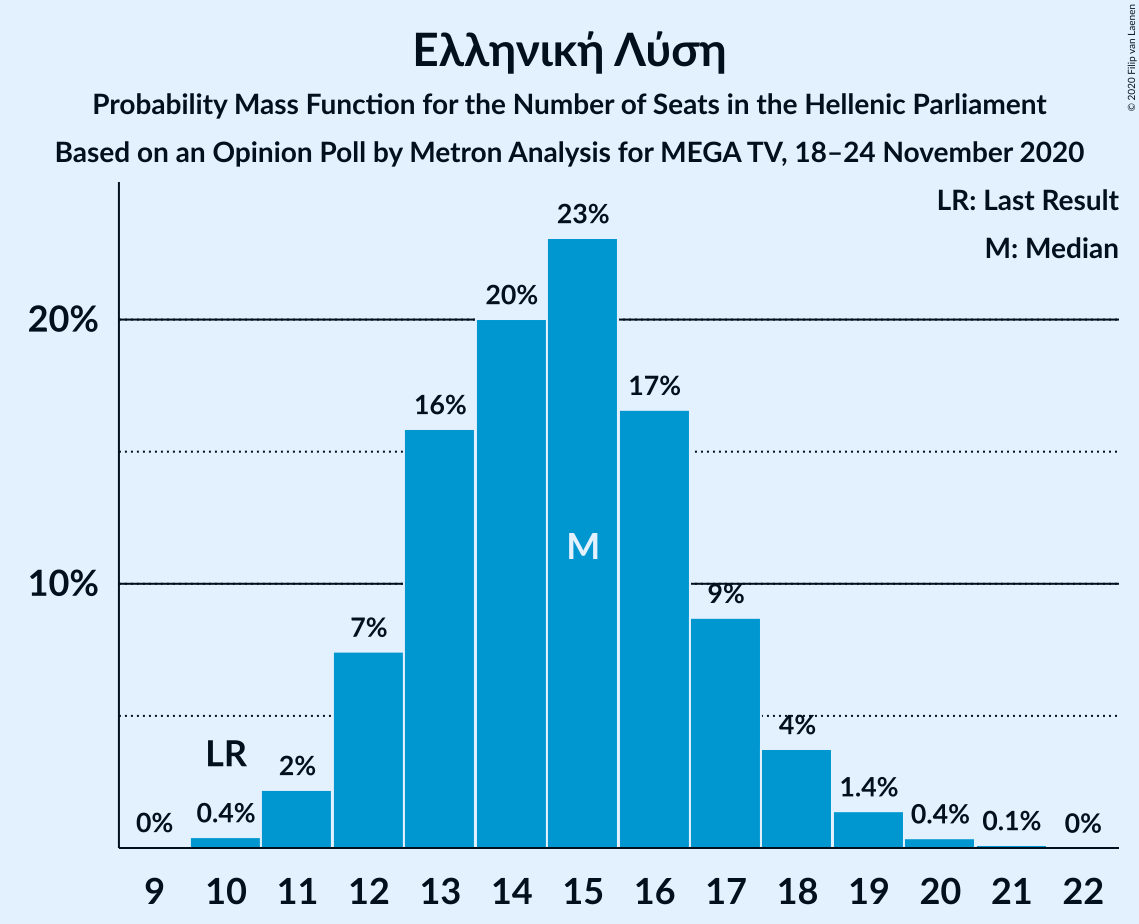 Ελληνική Λύση
Probability Mass Function for the Number of Seats in the Hellenic Parliament
Based on an Opinion Poll by Metron Analysis for MEGA TV, 18–24 November 2020
© 2020 Filip van Laenen
LR: Last Result
M: Median
20%
10%
0%
LR
0.4%
2%
7%
16%
20%
23%
M
17%
9%
4%
1.4%
0.4%
0.1%
0%
9 10 11 12 13 14 15 16 17 18 19 20 21 22